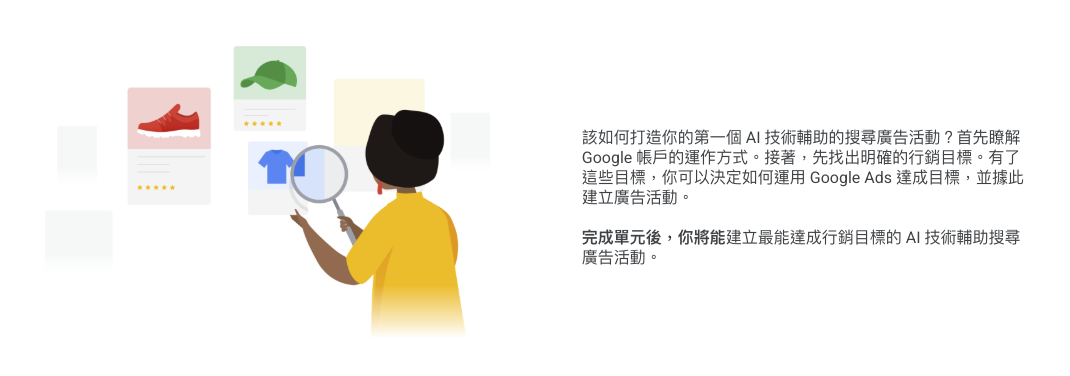 該如何打造你的第一個 AI 技術輔助的搜尋廣告活動？首先瞭解
Google 帳戶的運作方式。接著，先找出明確的行銷目標。有了
這些目標，你可以決定如何運用 Google Ads 達成目標，並據此
建立廣告活動。
完成單元後，你將能建立最能達成行銷目標的 AI 技術輔助搜尋
廣告活動。